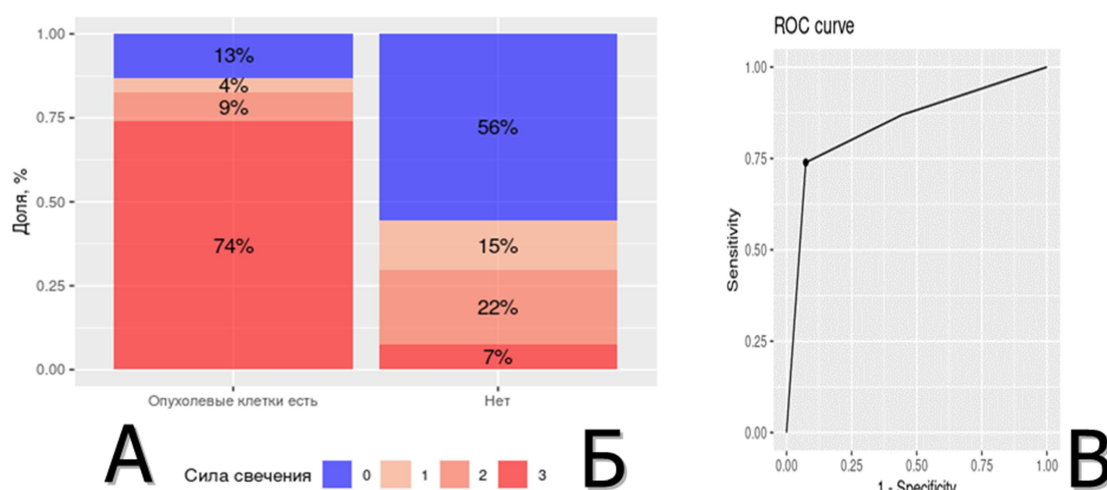 1.00
0.75
0.50
0.25
0.00
Доля, %
13%
4%
9%
74%
56%
15%
22%
7%
Опухолевые клетки есть
Нет
А
Б
Сила свечения 0 1 2 3
ROC curve
1.00
0.75
0.50
0.25
0.00
Sensitivity
0.00 0.25 0.50 0.75 1.00
1 - Specificity
В